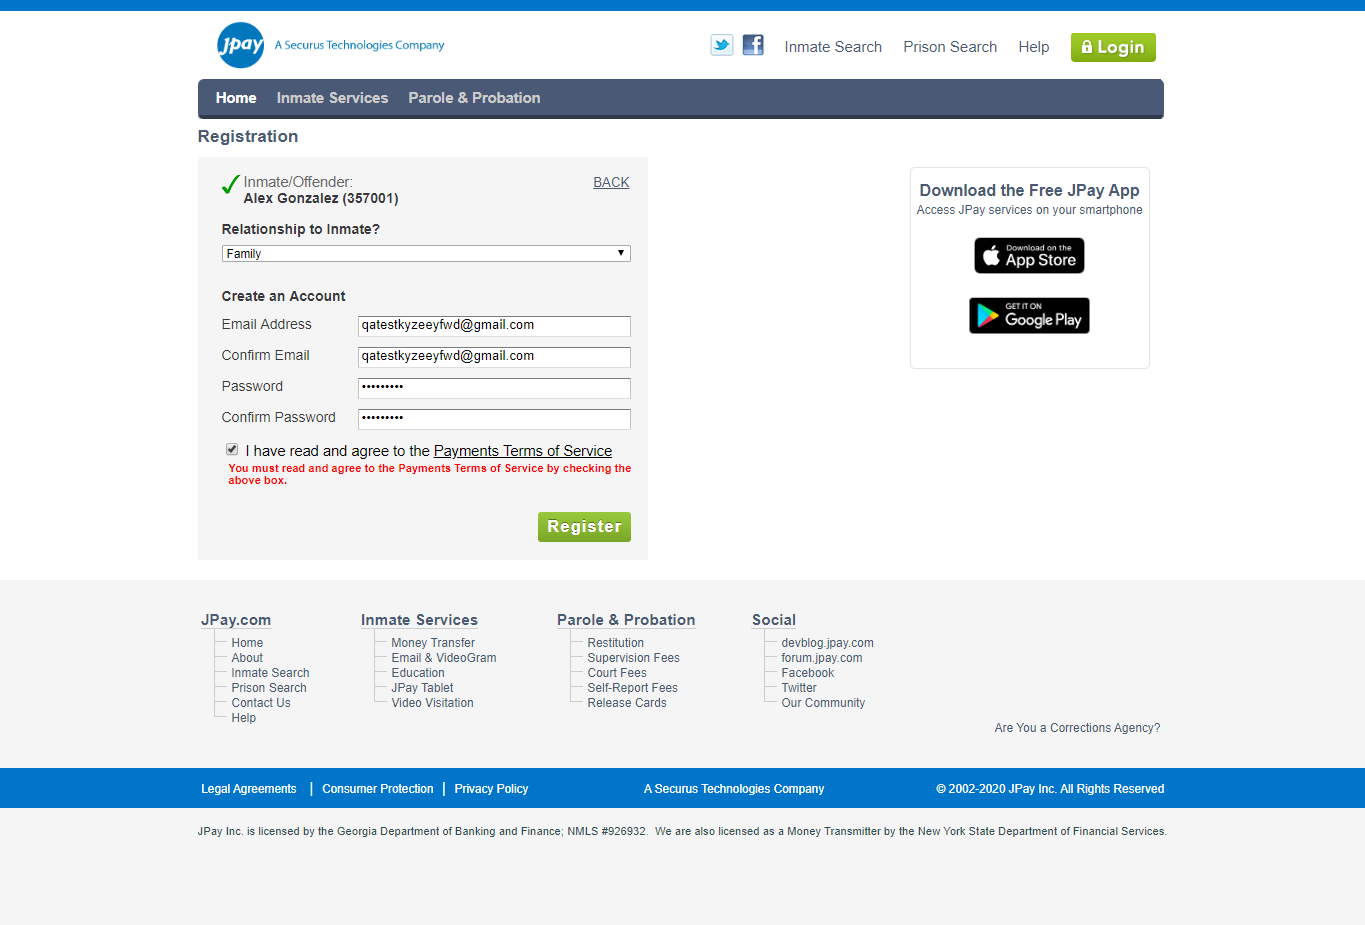 Jpay
A Securus Technologies Company
Inmate Search
Prison Search
Help
Login
Home
Inmate Services
Parole & Probation
Registration
Inmate/Offender:
BACK
Alex Gonzalez (357001)
Relationship to Inmate?
Family
Create an Account
Email Address
qatestkyzeeyfwd@gmail.com
Confirm Email
qatestkyzeeyfwd@gmail.com
Password
•••••••••
Confirm Password
•••••••••
I have read and agree to the Payments Terms of Service
You must read and agree to the Payments Terms of Service by checking the
above box.
Register
Download the Free JPay App
Access JPay services on your smartphone
Download on the
App Store
GET IT ON
Google Play
JPay.com
Home
About
Inmate Search
Prison Search
Contact Us
Help
Inmate Services
Money Transfer
Email & VideoGram
Education
JPay Tablet
Video Visitation
Parole & Probation
Restitution
Supervision Fees
Court Fees
Self-Report Fees
Release Cards
Social
devblog.jpay.com
forum.jpay.com
Facebook
Twitter
Our Community
Are You a Corrections Agency?
Legal Agreements | Consumer Protection | Privacy Policy
A Securus Technologies Company
© 2002-2020 JPay Inc. All Rights Reserved
JPay Inc. is licensed by the Georgia Department of Banking and Finance; NMLS #926932. We are also licensed as a Money Transmitter by the New York State Department of Financial Services.